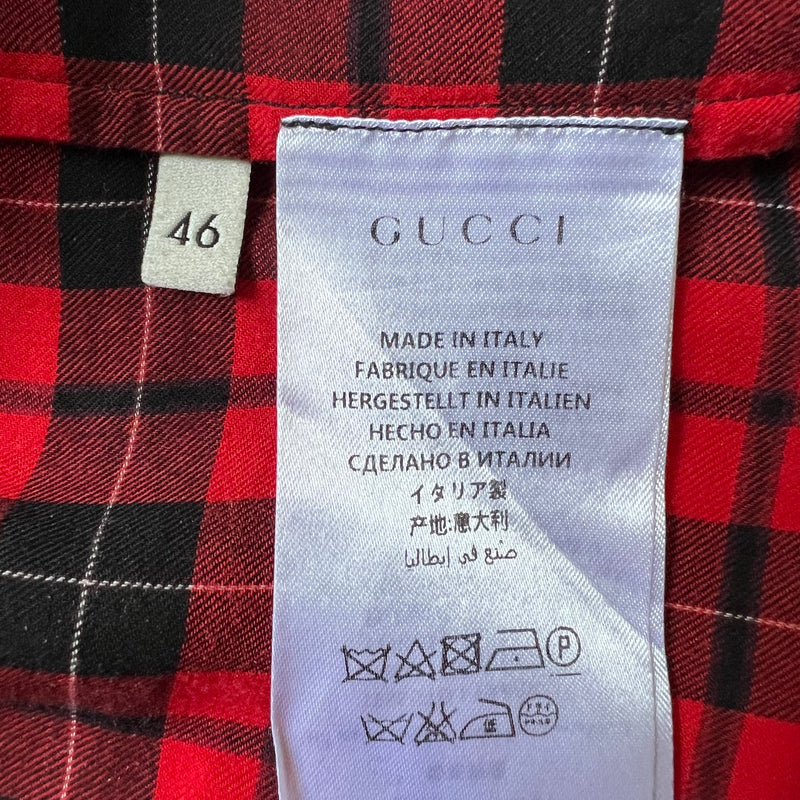 46
GUCCI
MADE IN ITALY
FABRIQUE EN ITALIE
HERGESTELLT IN ITALIEN
HECHO EN ITALIA
СДЕЛАНО В ИТАЛИИ
イタリア製
产地:意大利
صنع في إيطاليا
P
低